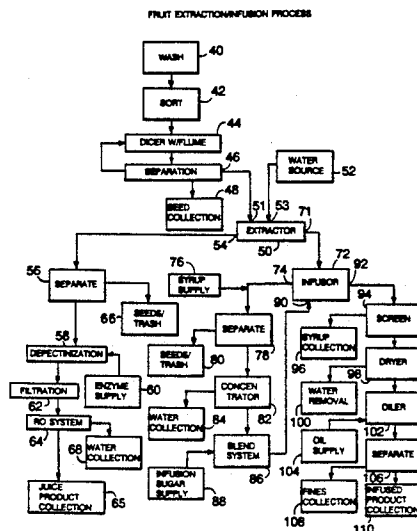 FRUIT EXTRACTION/INFUSION PROCESS
WASH
40
SORT
42
DICER W/FLUME
44
SEPARATION
46
WATER SOURCE
52
SEED COLLECTION
48
51
53
71
EXTRACTOR
54
50
56
SEPARATE
SEEDS/TRASH
66
76
SYRUP SUPPLY
74
INFUSOR
72
92
90
94
SCREEN
SYRUP COLLECTION
96
58
DEPECTINIZATION
SEEDS/TRASH
80
SEPARATE
78
DRYER
98
WATER REMOVAL
100
FILTRATION
62
ENZYME SUPPLY
60
CONCENTRATOR
82
WATER COLLECTION
84
OILER
102
OIL SUPPLY
104
RO SYSTEM
64
WATER COLLECTION
68
BLEND SYSTEM
86
SEPARATE
106
JUICE PRODUCT COLLECTION
65
INFUSION SUGAR SUPPLY
88
FINES COLLECTION
108
INFUSED PRODUCT COLLECTION
110